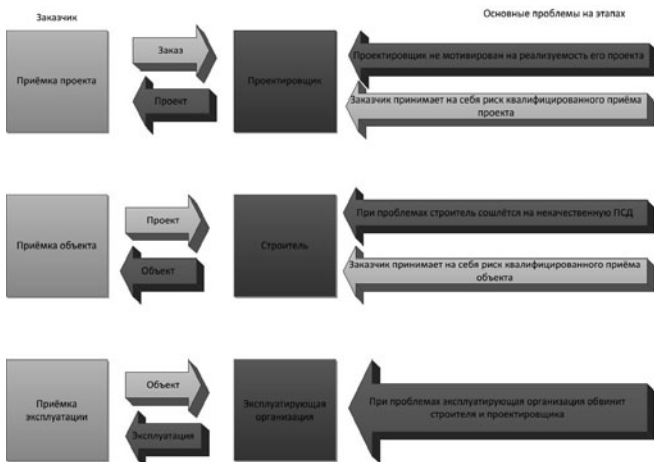 Заказчик
Основные проблемы на этапах
Приёмка проекта
Заказ
Проект
Проектировщик
Проектировщик не мотивирован на реализуемость его проекта
Заказчик принимает на себя риск квалифицированного приёма
проекта
Приёмка объекта
Проект
Объект
Строитель
При проблемах строитель сошлётся на некачественную ПСД
Заказчик принимает на себя риск квалифицированного приёма
объекта
Приёмка
эксплуатации
Объект
Эксплуатация
Эксплуатирующая
организация
При проблемах эксплуатирующая организация обвинит
строителя и проектировщика